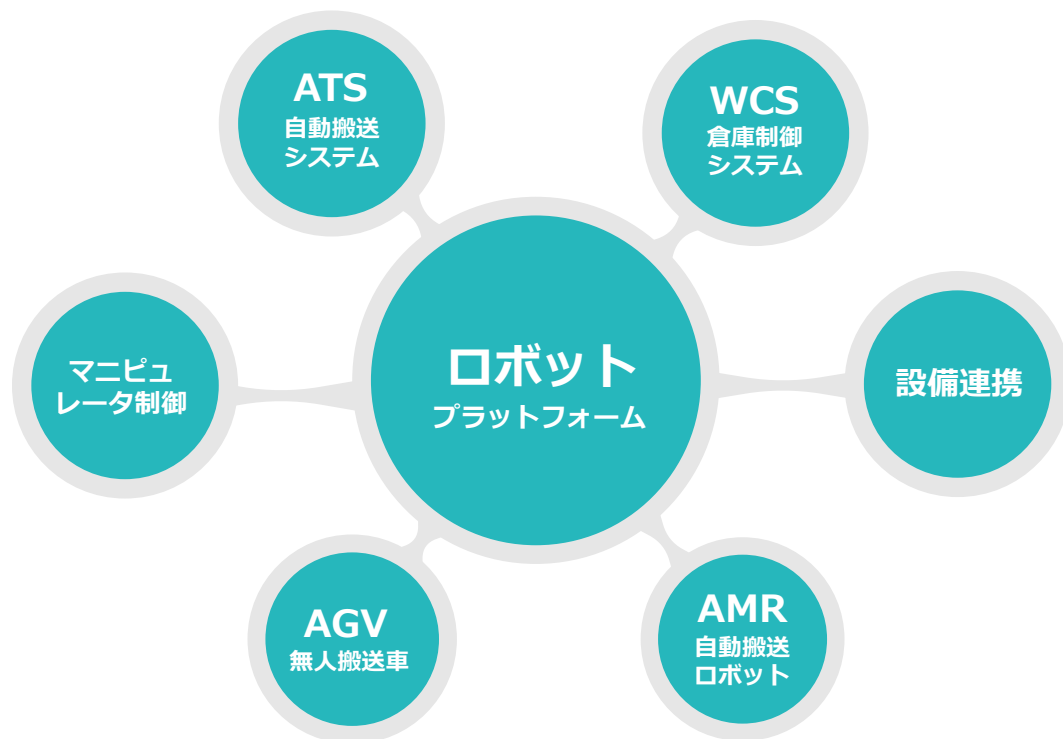 ATS
自動搬送
システム
WCS
倉庫制御
システム
マニピュ
レータ制御
ロボット
プラットフォーム
設備連携
AGV
無人搬送車
AMR
自動搬送
ロボット